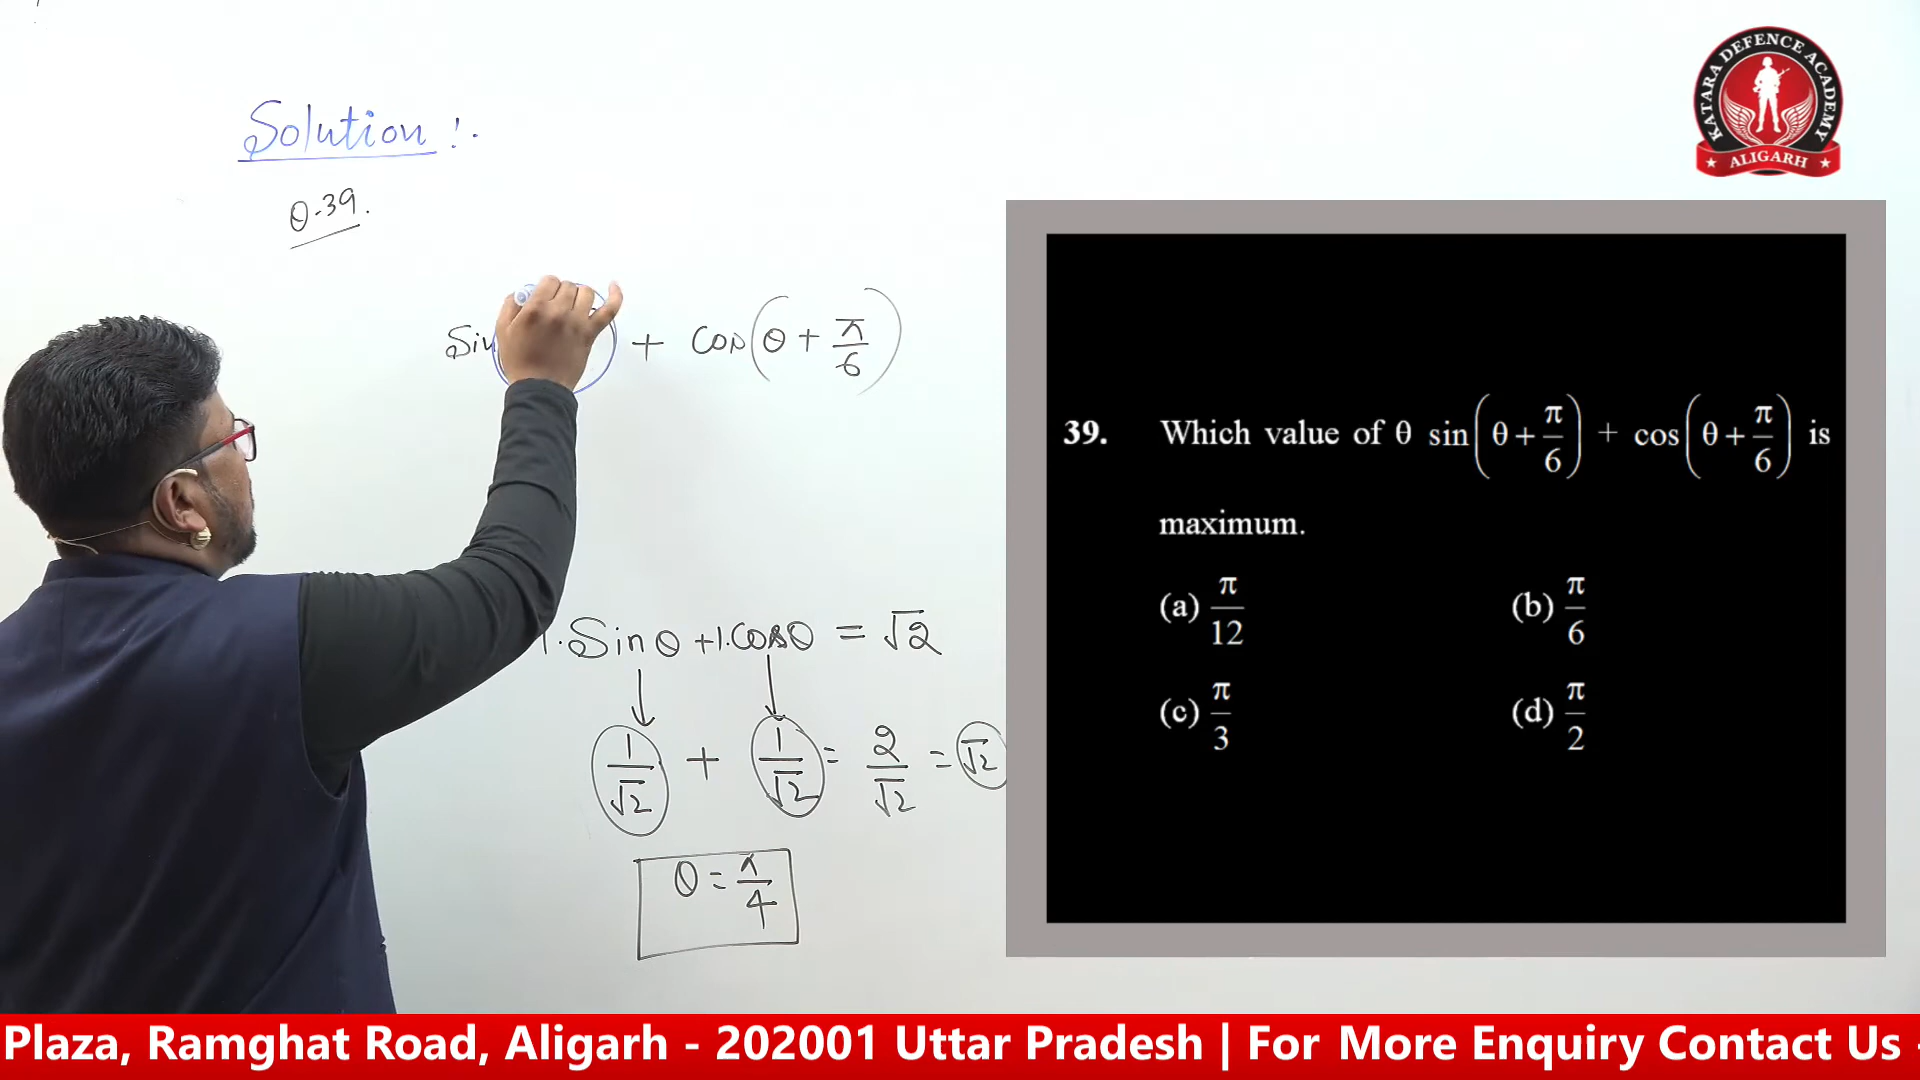 Solution :-
Q.39.
Sin + cos(θ + π/6)
1.Sinθ + 1.cosθ = √2
1/√2 + 1/√2 = 2/√2 = √2
θ = π/4
KATARA DEFENCE ACADEMY
ALIGARH
39. Which value of θ sin(θ + π/6) + cos(θ + π/6) is
maximum.
(a) π/12 (b) π/6
(c) π/3 (d) π/2
Plaza, Ramghat Road, Aligarh - 202001 Uttar Pradesh | For More Enquiry Contact Us -